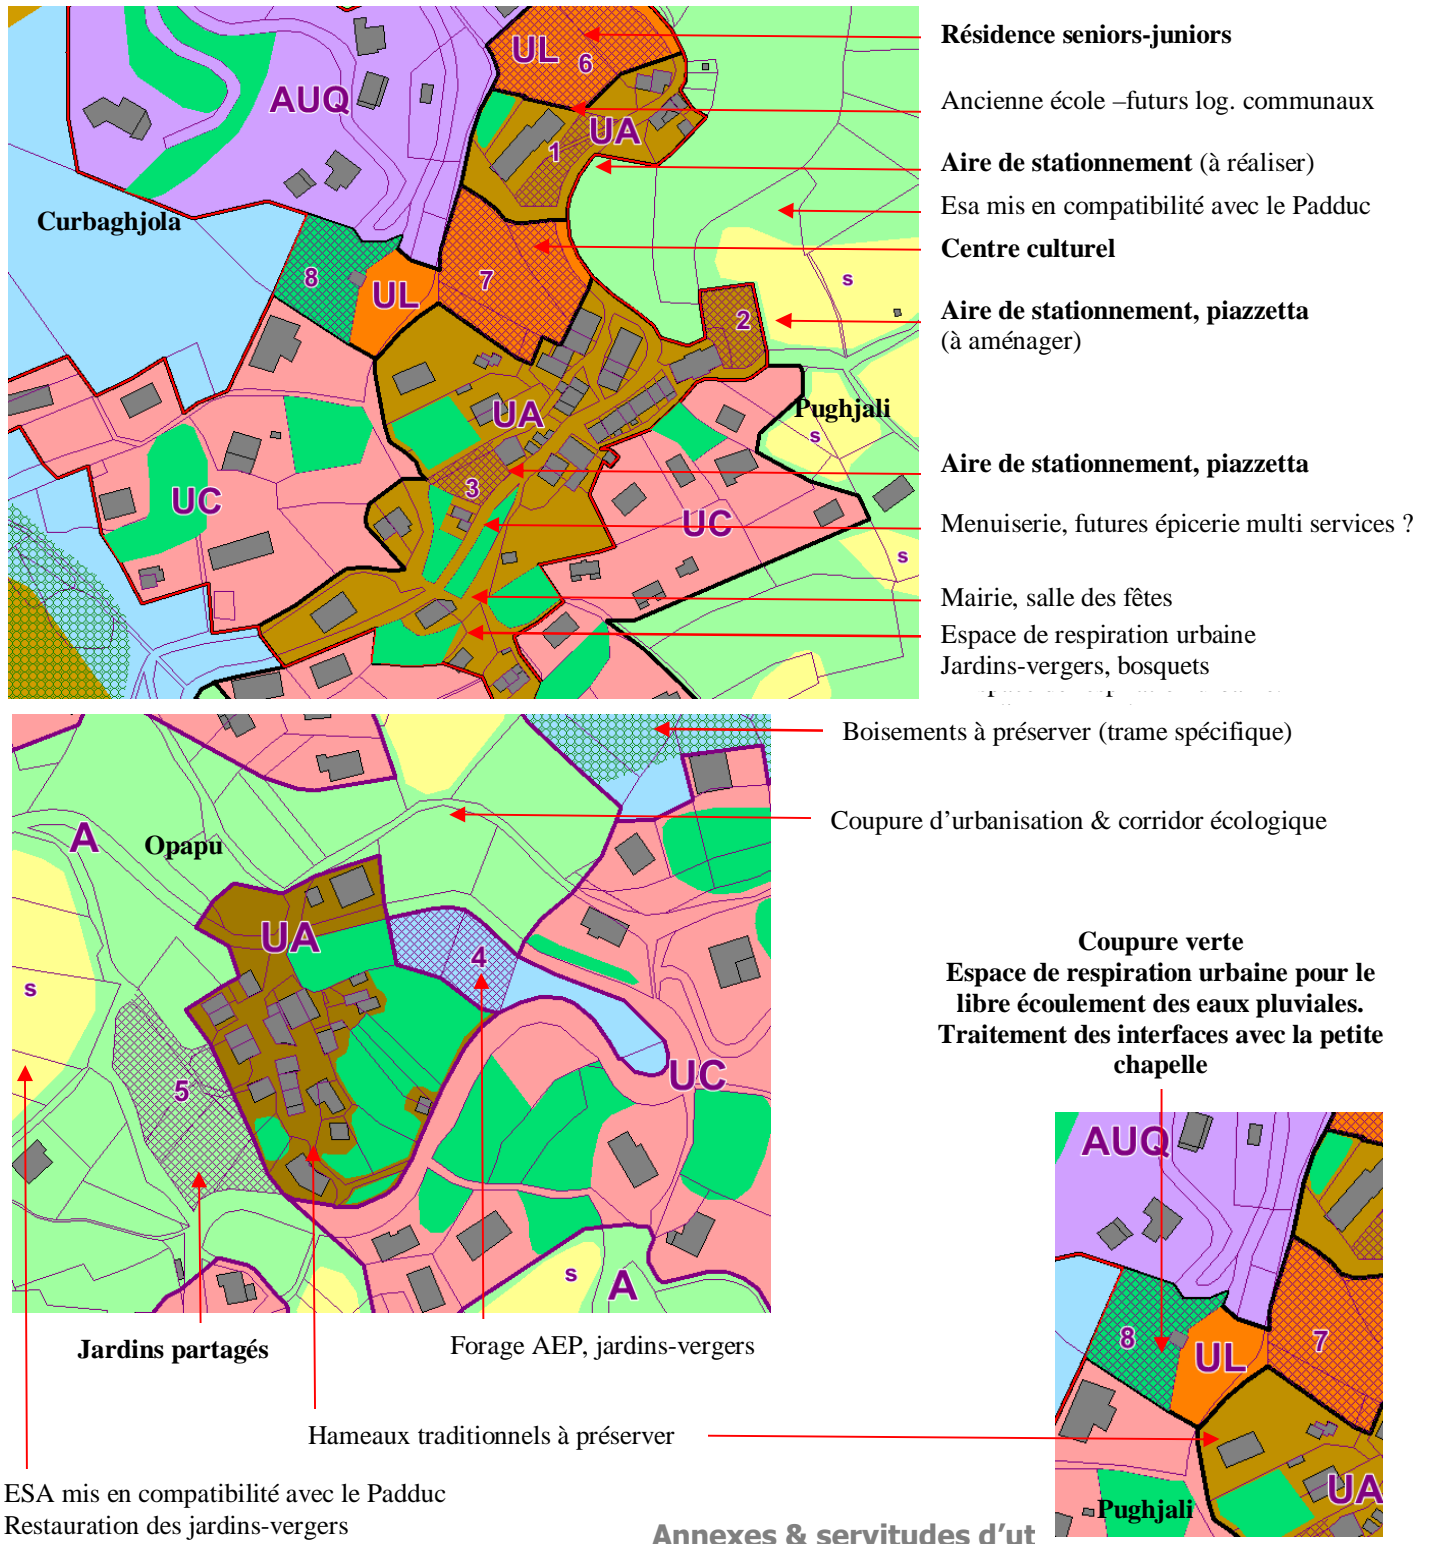 Résidence seniors-juniors
Ancienne école –futurs log. communaux
Aire de stationnement (à réaliser)
Esa mis en compatibilité avec le Padduc
Centre culturel
Aire de stationnement, piazzetta
(à aménager)
Aire de stationnement, piazzetta
Menuiserie, futures épicerie multi services ?
Mairie, salle des fêtes
Espace de respiration urbaine
Jardins-vergers, bosquets
UL
6
AUQ
UA
1
Curbaghjola
8
UL
7
s
2
UA
Pughjali
s
3
UC
UC
s
Boisements à préserver (trame spécifique)
Coupure d’urbanisation & corridor écologique
A
Opapu
UA
4
s
5
UC
s
A
Coupure verte
Espace de respiration urbaine pour le
libre écoulement des eaux pluviales.
Traitement des interfaces avec la petite
chapelle
AUQ
8
UL
7
UA
Pughjali
Jardins partagés
Forage AEP, jardins-vergers
Hameaux traditionnels à préserver
ESA mis en compatibilité avec le Padduc
Restauration des jardins-vergers
Annexes & servitudes d’ut